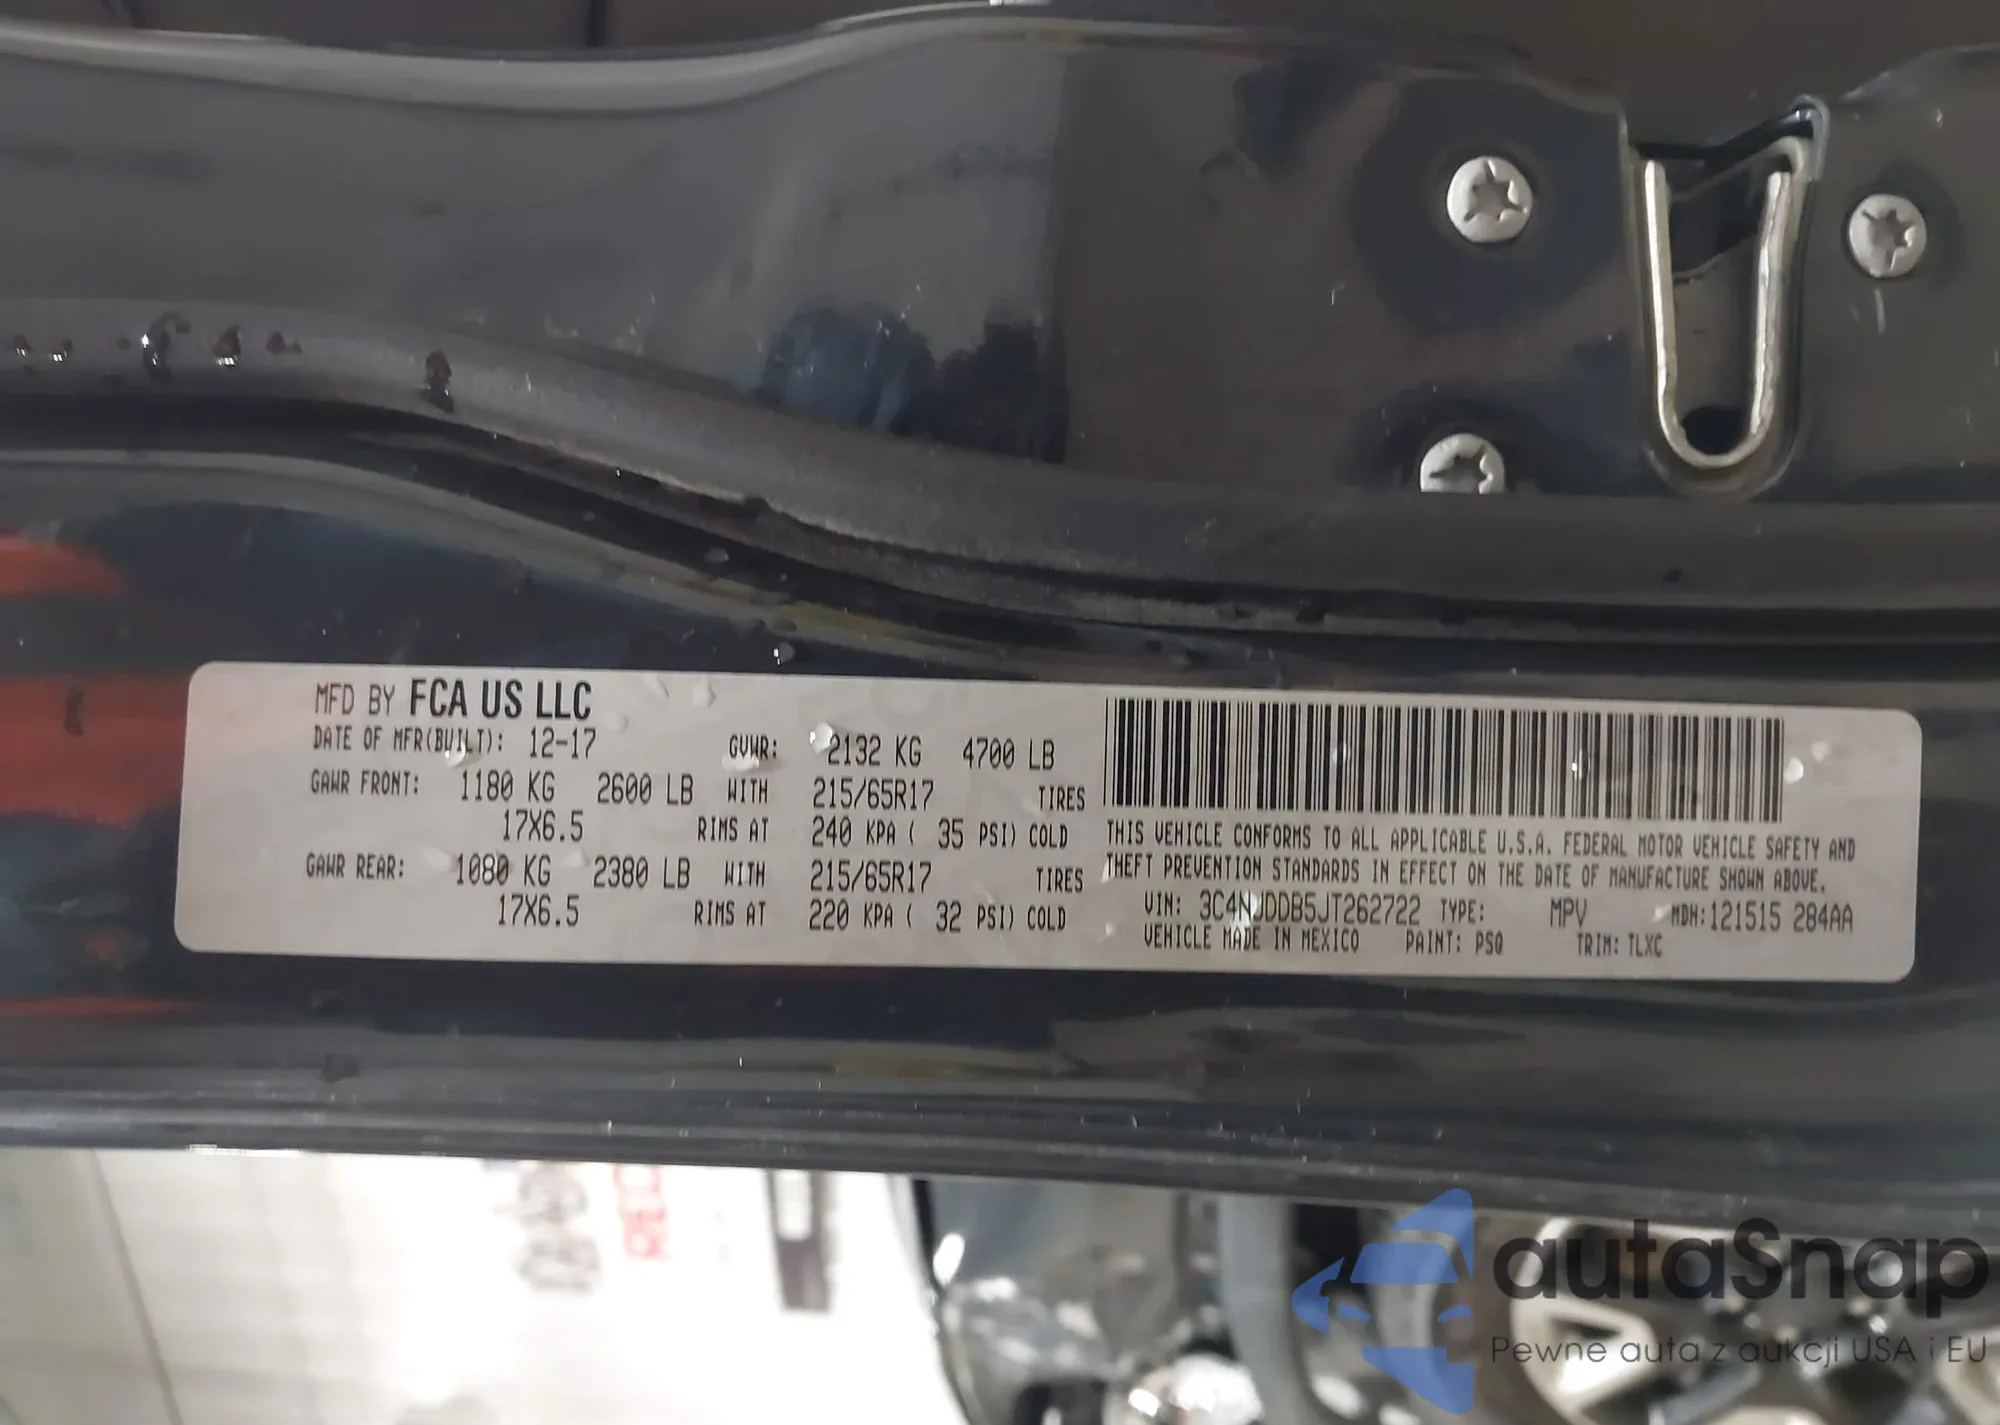 MFD BY FCA US LLC
DATE OF MFR(BUILT): 12-17 GVWR: 2132 KG 4700 LB
GAWR FRONT: 1180 KG 2600 LB WITH 215/65R17 TIRES
17X6.5 RIMS AT 240 KPA ( 35 PSI) COLD
GAWR REAR: 1080 KG 2380 LB WITH 215/65R17 TIRES
17X6.5 RIMS AT 220 KPA ( 32 PSI) COLD
THIS VEHICLE CONFORMS TO ALL APPLICABLE U.S.A. FEDERAL MOTOR VEHICLE SAFETY AND
THEFT PREVENTION STANDARDS IN EFFECT ON THE DATE OF MANUFACTURE SHOWN ABOVE.
VIN: 3C4NJDDB5JT262722 TYPE: MPV MDH:121515 284AA
VEHICLE MADE IN MEXICO PAINT: PSQ TRIM: TLXC
autaSnap
Pewne auta z aukcji USA i EU